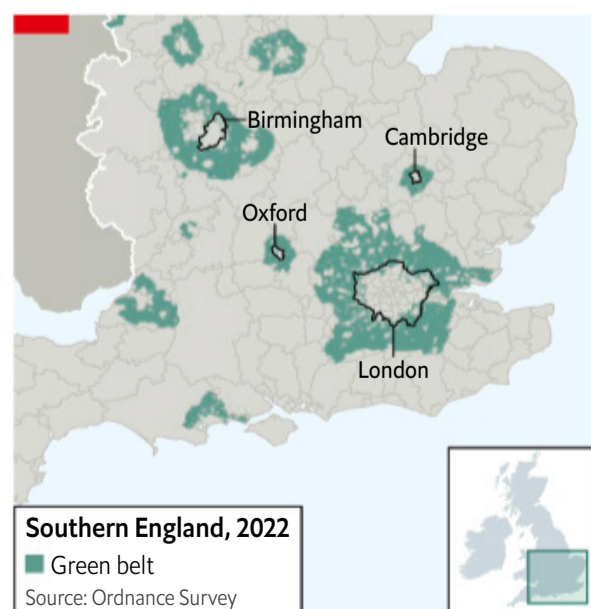 Birmingham
Cambridge
Oxford
London
Southern England, 2022
Green belt
Source: Ordnance Survey